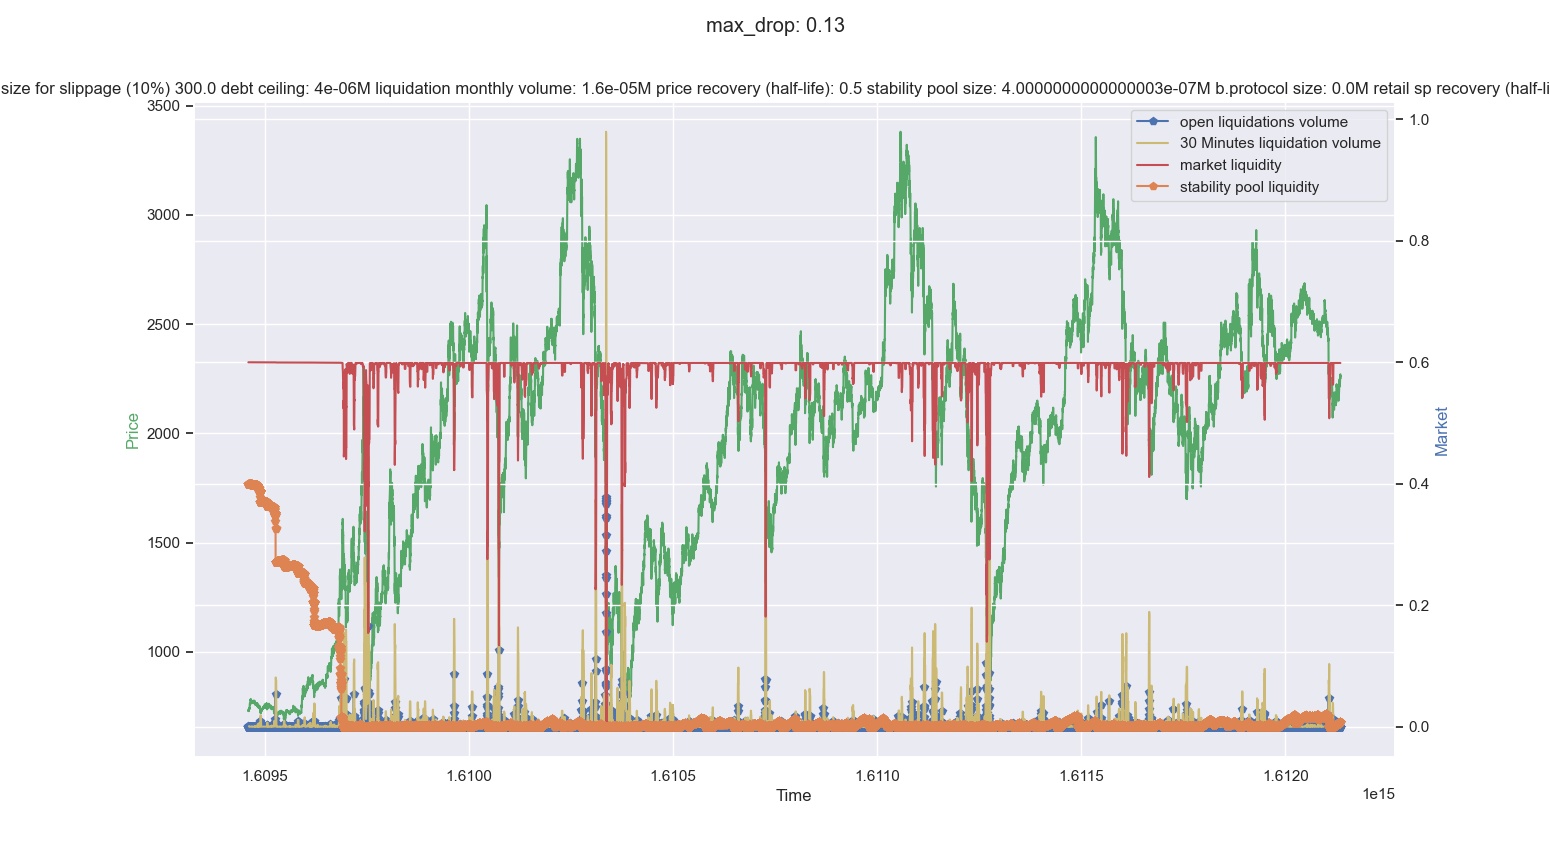 max_drop: 0.13
size for slippage (10%) 300.0 debt ceiling: 4e-06M liquidation monthly volume: 1.6e-05M price recovery (half-life): 0.5 stability pool size: 4.0000000000000003e-07M b.protocol size: 0.0M retail sp recovery (half-li
3500
3000
2500
2000
1500
1000
Price
open liquidations volume
30 Minutes liquidation volume
market liquidity
stability pool liquidity
1.0
0.8
0.6
0.4
0.2
0.0
Market
1.6095
1.6100
1.6105
1.6110
1.6115
1.6120
Time
1e15